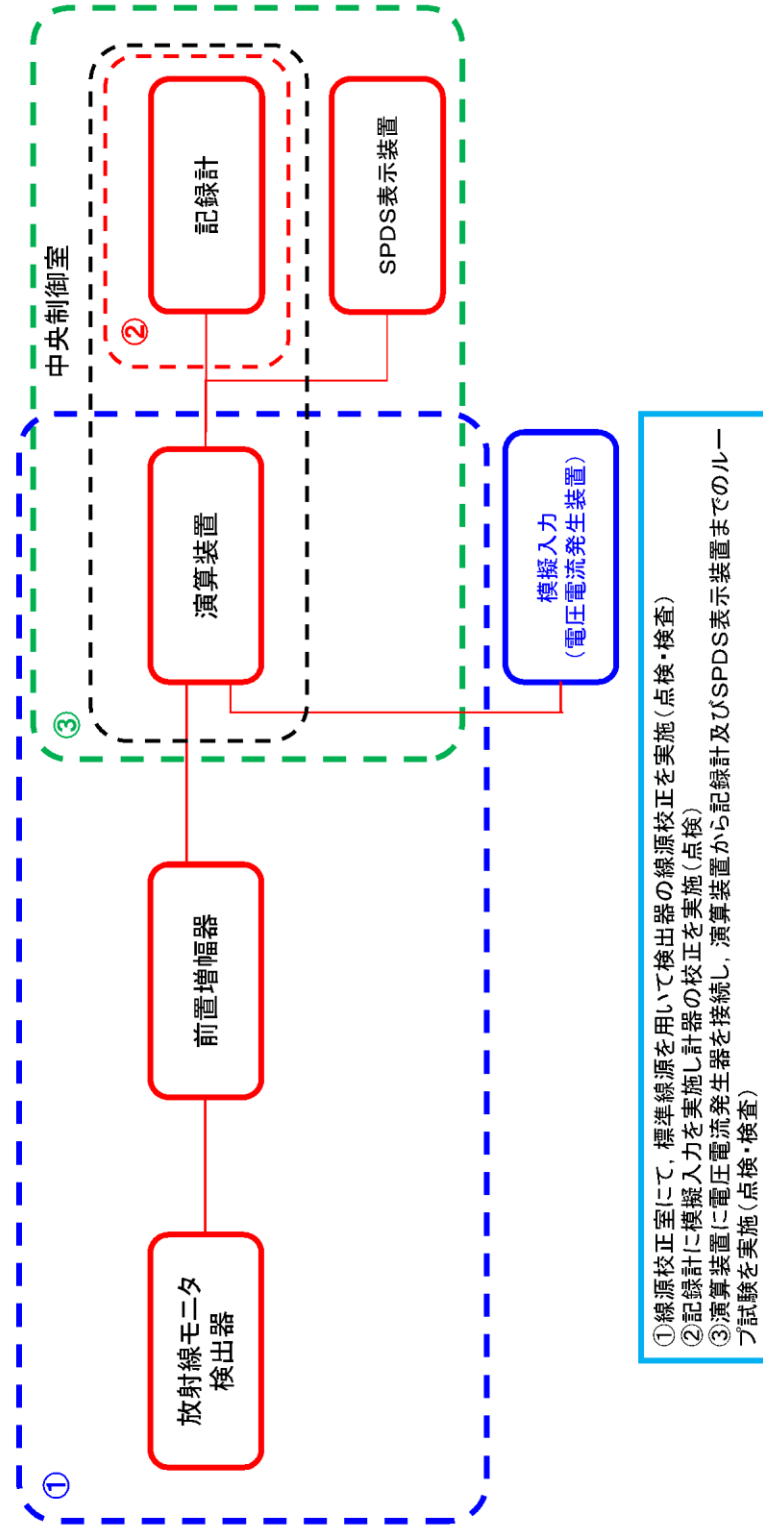 ①
放射線モニタ
検出器
前置増幅器
③
演算装置
中央制御室
②
記録計
SPDS表示装置
模擬入力
(電圧電流発生装置)
①線源校正室にて，標準線源を用いて検出器の線源校正を実施(点検・検査)
②記録計に模擬入力を実施し計器の校正を実施(点検)
③演算装置に電圧電流発生器を接続し，演算装置から記録計及びSPDS表示装置までのルー
プ試験を実施(点検・検査)